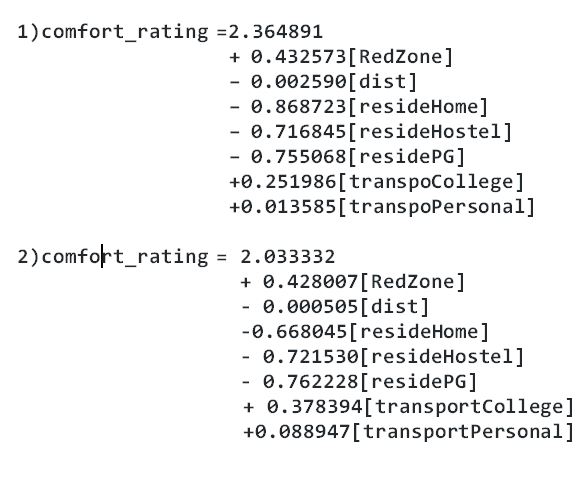 1)comfort_rating =2.364891
+ 0.432573[RedZone]
– 0.002590[dist]
– 0.868723[resideHome]
– 0.716845[resideHostel]
– 0.755068[residePG]
+0.251986[transpoCollege]
+0.013585[transpoPersonal]
2)comfort_rating = 2.033332
+ 0.428007[RedZone]
- 0.000505[dist]
-0.668045[resideHome]
- 0.721530[resideHostel]
- 0.762228[residePG]
+ 0.378394[transportCollege]
+0.088947[transportPersonal]